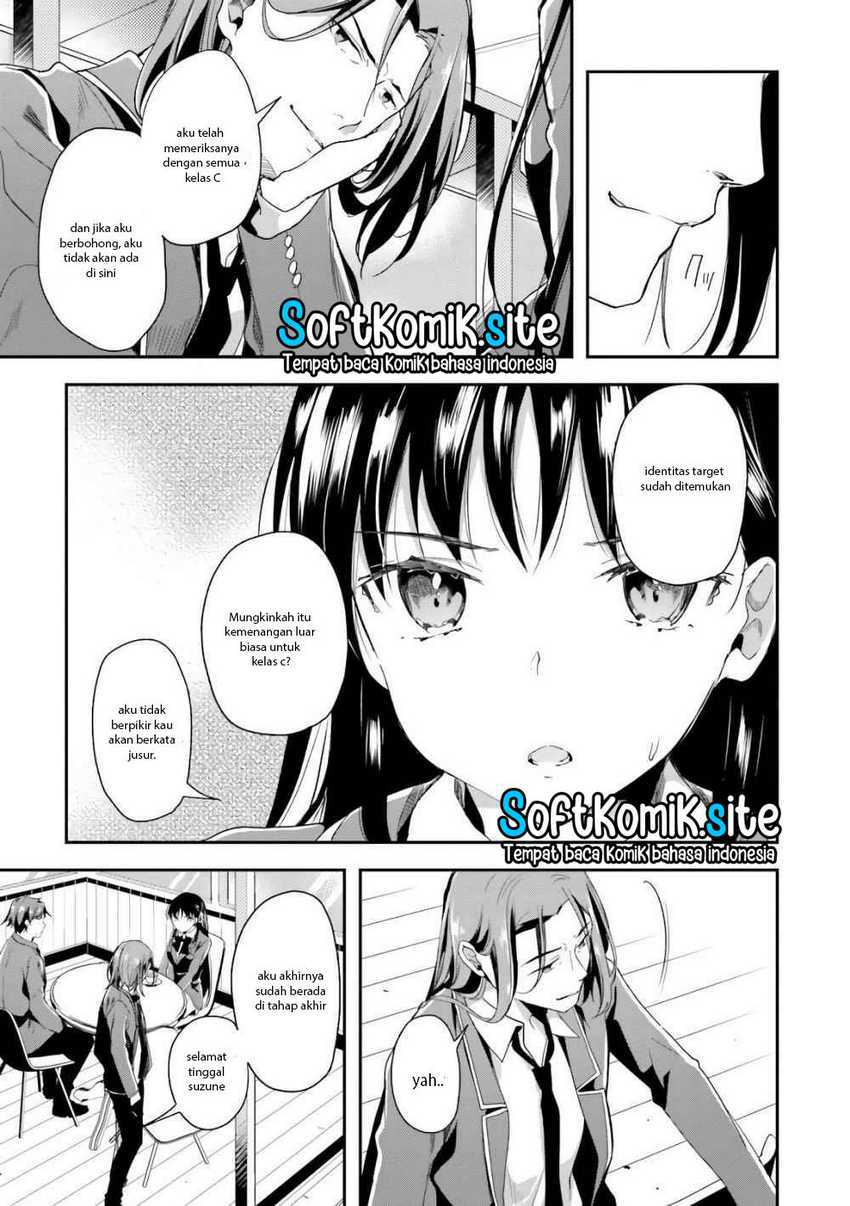 クッ
aku telah
memeriksanya
dengan semua
kelas C
dan jika aku
berbohong, aku
tidak akan ada
di sini
SoftKomik.site
Tempat baca Komik bahasa indonesia
identitas target
sudah ditemukan
Mungkinkah itu
kemenangan luar
biasa untuk
kelas c?
aku tidak
berpikir kau
akan berkata
jusur.
SoftKomik.site
Tempat baca Komik bahasa indonesia
yah..
aku akhirnya
sudah berada
di tahap akhir
selamat
tinggal
suzune